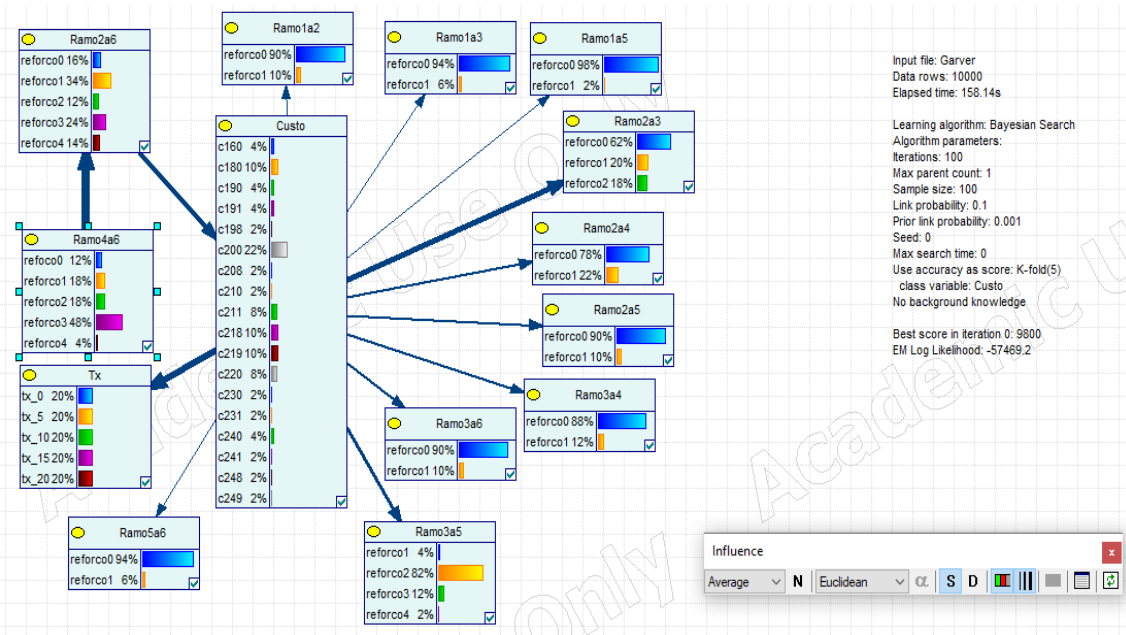 Ramo2a6
reforco0 16%
reforco1 34%
reforco2 12%
reforco3 24%
reforco4 14%
Ramo1a2
reforco0 90%
reforco1 10%
Ramo1a3
reforco0 94%
reforco1 6%
Ramo1a5
reforco0 98%
reforco1 2%
Ramo2a3
reforco0 62%
reforco1 20%
reforco2 18%
Custo
c160 4%
c180 10%
c190 4%
c191 4%
c198 2%
c200 22%
c208 2%
c210 2%
c211 8%
c218 10%
c219 10%
c220 8%
c230 2%
c231 2%
c240 4%
c241 2%
c248 2%
c249 2%
Ramo4a6
refoco0 12%
reforco1 18%
reforco2 18%
reforco3 48%
reforco4 4%
Ramo2a4
reforco0 78%
reforco1 22%
Ramo2a5
reforco0 90%
reforco1 10%
Tx
tx_0 20%
tx_5 20%
tx_10 20%
tx_15 20%
tx_20 20%
Ramo3a4
reforco0 88%
reforco1 12%
Ramo3a6
reforco0 90%
reforco1 10%
Ramo5a6
reforco0 94%
reforco1 6%
Ramo3a5
reforco1 4%
reforco2 82%
reforco3 12%
reforco4 2%
Input file: Garver
Data rows: 10000
Elapsed time: 158.14s
Learning algorithm: Bayesian Search
Algorithm parameters:
Iterations: 100
Max parent count: 1
Sample size: 100
Link probability: 0.1
Prior link probability: 0.001
Seed: 0
Max search time: 0
Use accuracy as score: K-fold(5)
class variable: Custo
No background knowledge
Best score in iteration 0: 9800
EM Log Likelihood: -57469.2
Influence
x
Average N Euclidean α S D
Use Only
Academic U
Only